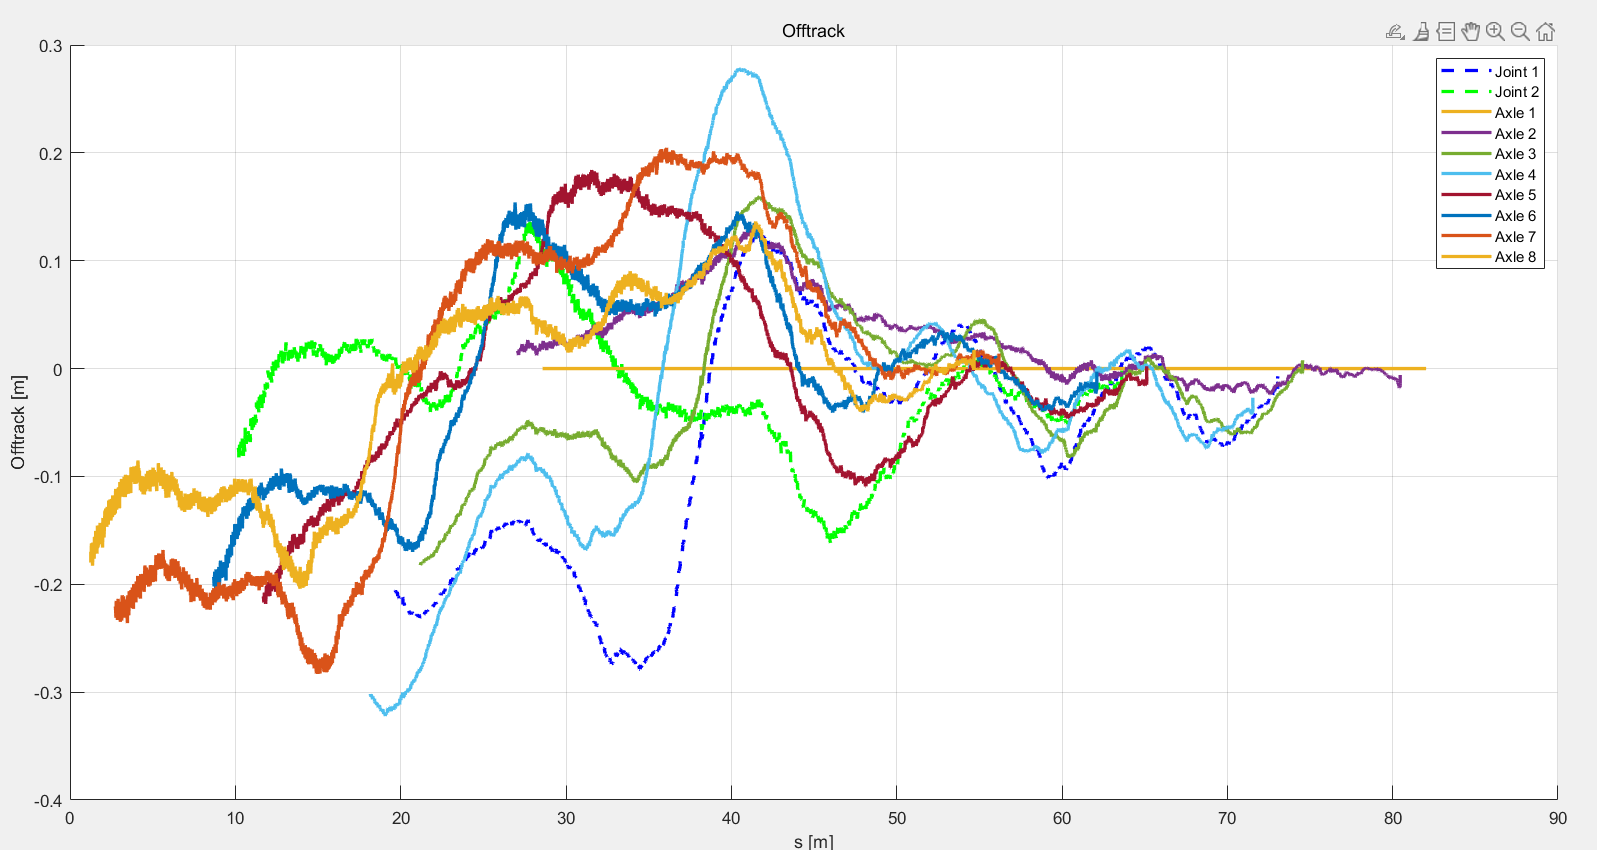 Offtrack
0.3
0.2
0.1
0
-0.1
-0.2
-0.3
-0.4
Offtrack [m]
0 10 20 30 40 50 60 70 80 90
s [m]
Joint 1
Joint 2
Axle 1
Axle 2
Axle 3
Axle 4
Axle 5
Axle 6
Axle 7
Axle 8